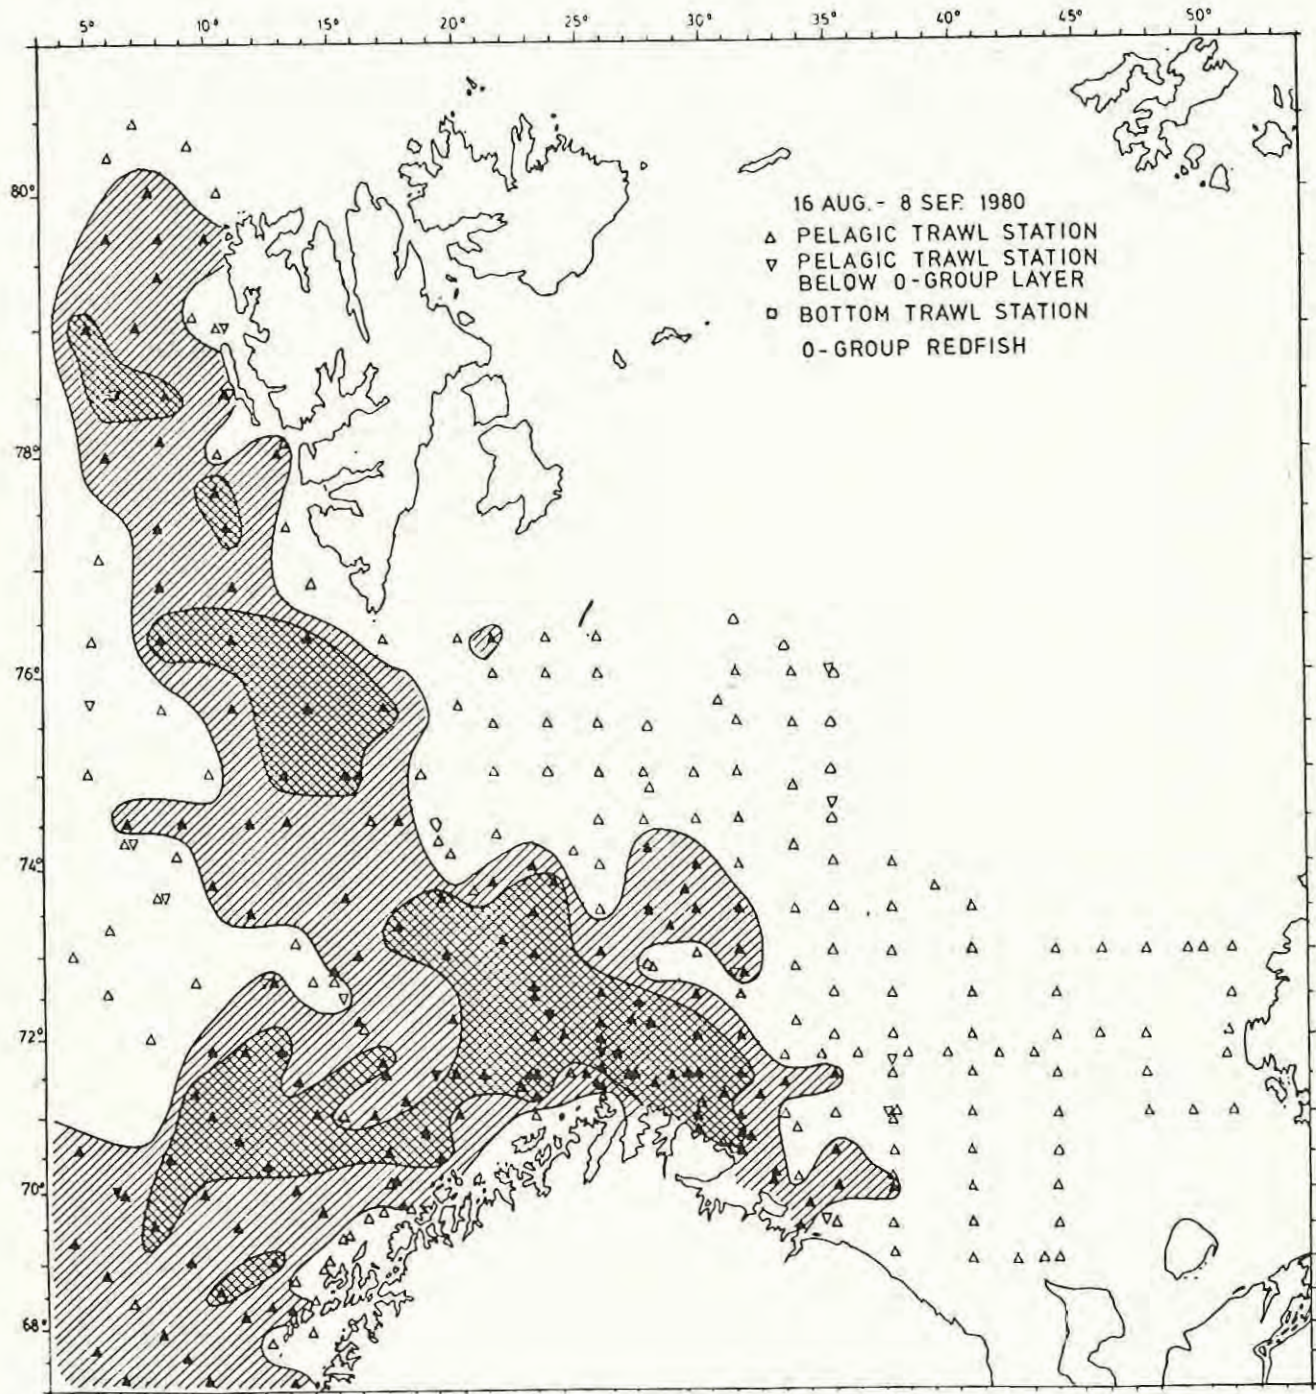 5° 10° 15° 20° 25° 30° 35° 40° 45° 50°
80°
16 AUG. - 8 SEP. 1980
PELAGIC TRAWL STATION
PELAGIC TRAWL STATION
BELOW 0-GROUP LAYER
BOTTOM TRAWL STATION
0-GROUP REDFISH
78°
76°
74°
72°
70°
68°